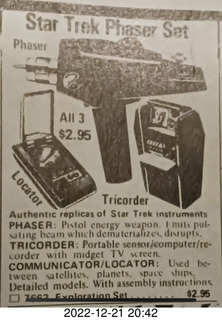 Star Trek Phaser Set
Phaser
All 3
$2.95
Locator
Tricorder
Authentic replicas of Star Trek instruments
PHASER: Pistol energy weapon. Emits pul-
sating beam which dematerializes, disrupts.
TRICORDER: Portable sensor/computer/re-
corder with midget TV screen.
COMMUNICATOR/LOCATOR: Used be-
tween satellites, planets, space ships.
Detailed models. With assembly instructions.
7662 Exploration Set $2.95
2022-12-21 20:42